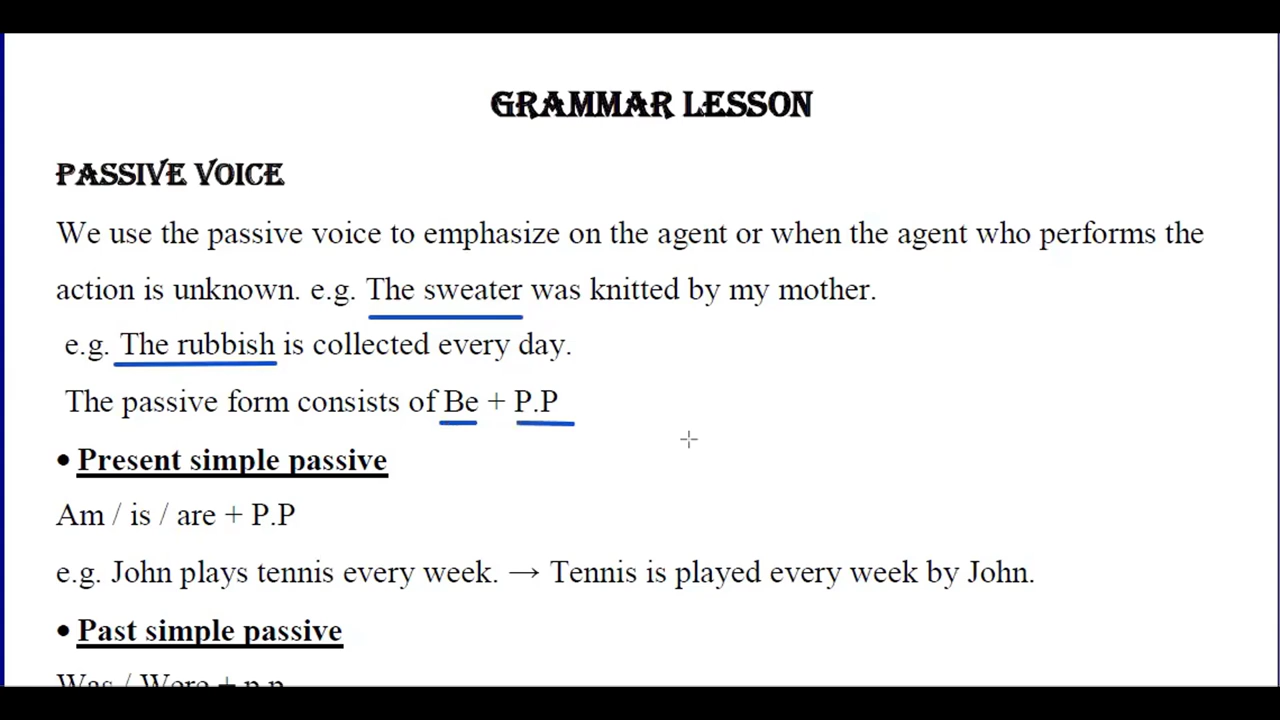 GRAMMAR LESSON
PASSIVE VOICE
We use the passive voice to emphasize on the agent or when the agent who performs the
action is unknown. e.g. The sweater was knitted by my mother.
e.g. The rubbish is collected every day.
The passive form consists of Be + P.P
• Present simple passive
Am / is / are + P.P
e.g. John plays tennis every week. → Tennis is played every week by John.
• Past simple passive
Was / Were + p.p